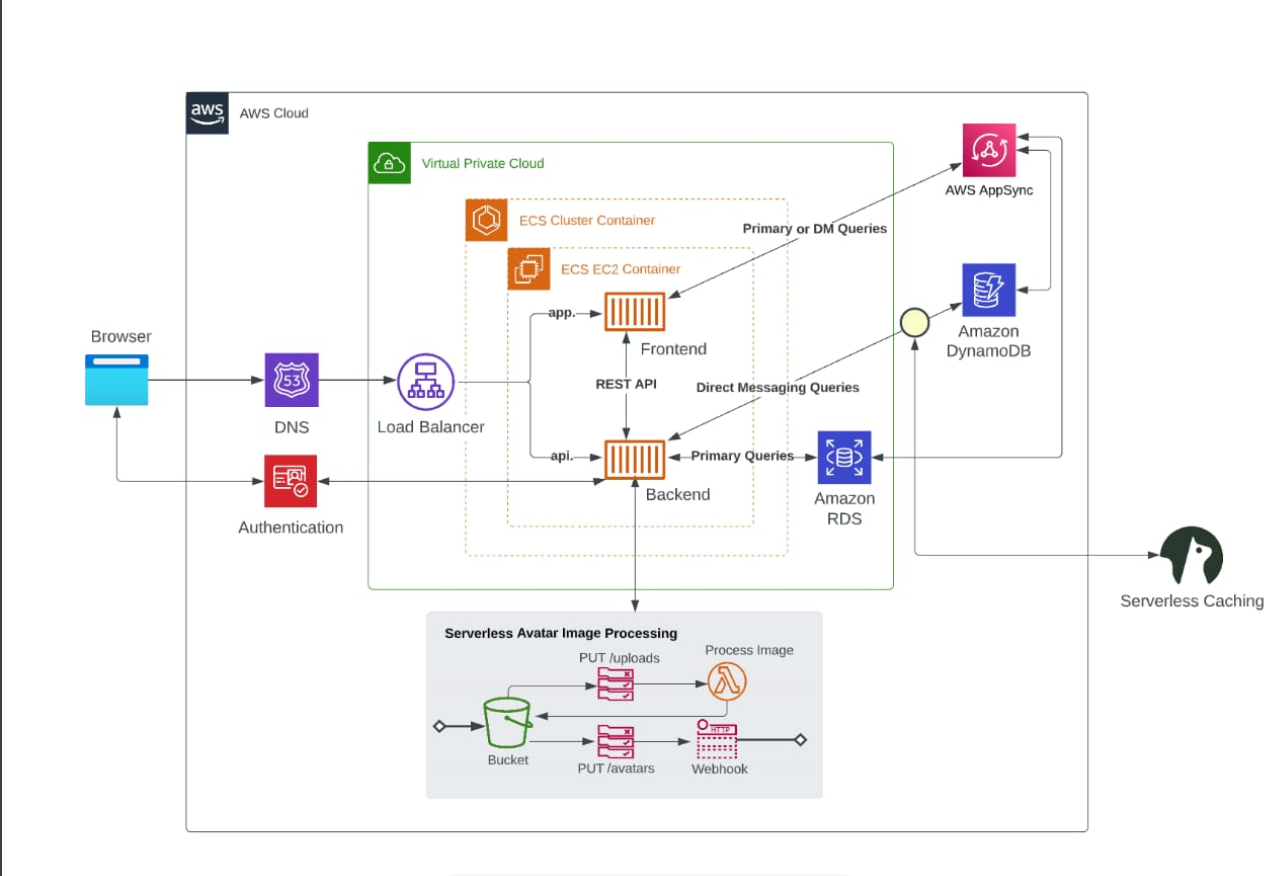 aws
AWS Cloud
Virtual Private Cloud
AWS AppSync
ECS Cluster Container
Primary or DM Queries
ECS EC2 Container
app.
Frontend
Amazon
DynamoDB
Browser
53
REST API
Direct Messaging Queries
DNS
Load Balancer
api.
Primary Queries
Backend
Amazon
RDS
Authentication
Serverless Caching
Serverless Avatar Image Processing
PUT /uploads
Process Image
HTTP
Bucket
PUT /avatars
Webhook